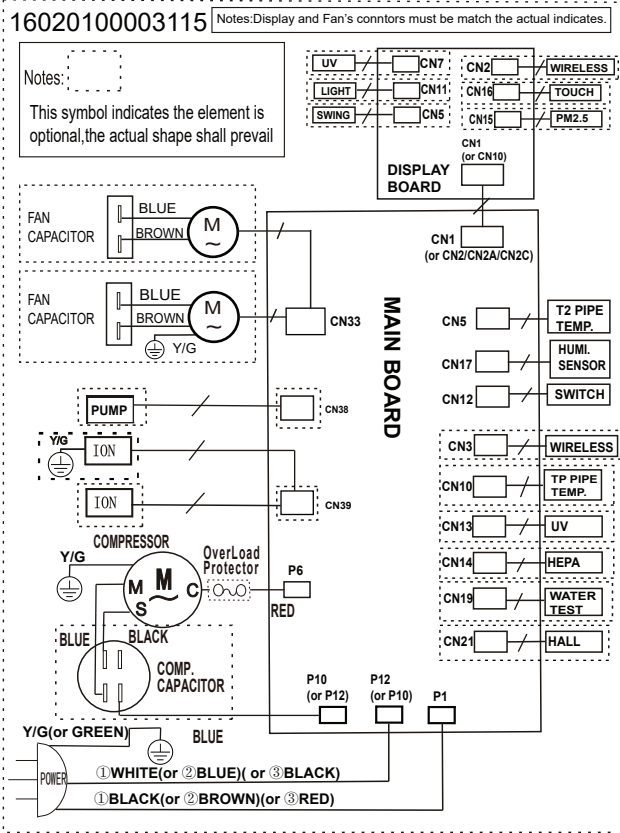 16020100003115
Notes:Display and Fan's conntors must be match the actual indicates.
Notes:
This symbol indicates the element is
optional,the actual shape shall prevail
UV
CN7
LIGHT
CN11
SWING
CN5
CN2
WIRELESS
CN16
TOUCH
CN15
PM2.5
CN1
(or CN10)
DISPLAY
BOARD
CN1
(or CN2/CN2A/CN2C)
FAN
CAPACITOR
BLUE
BROWN
M
~
FAN
CAPACITOR
BLUE
BROWN
Y/G
M
~
CN33
MAIN BOARD
CN5
T2 PIPE
TEMP.
CN17
HUMI.
SENSOR
CN12
SWITCH
PUMP
CN38
Y/G
ION
ION
CN39
CN3
WIRELESS
CN10
TP PIPE
TEMP.
CN13
UV
CN14
HEPA
CN19
WATER
TEST
CN21
HALL
COMPRESSOR
Y/G
M
M
~
C
S
OverLoad
Protector
P6
RED
BLUE
BLACK
COMP.
CAPACITOR
BLUE
P10
(or P12)
P12
(or P10)
P1
Y/G(or GREEN)
POWER
①WHITE(or ②BLUE)( or ③BLACK)
①BLACK(or ②BROWN)(or ③RED)